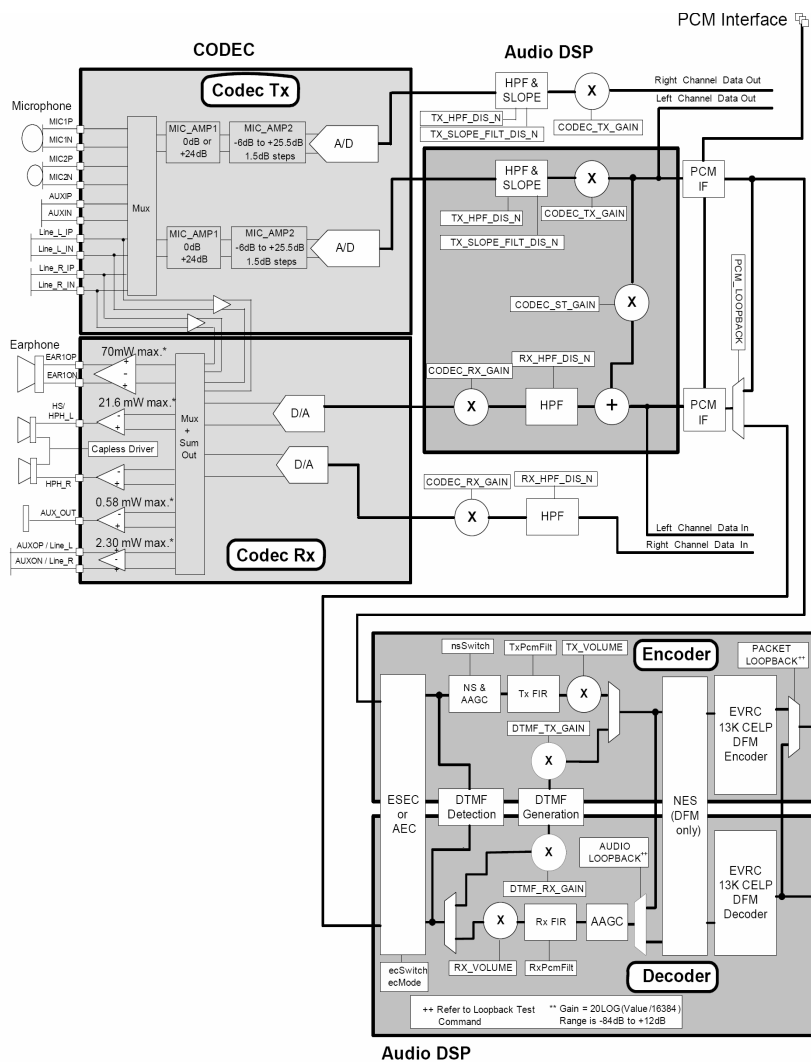 PCM Interface
CODEC
Audio DSP
Codec Tx
HPF &
SLOPE
X
Right Channel Data Out
Left Channel Data Out
TX_HPF_DIS_N
TX_SLOPE_FILT_DIS_N
CODEC_TX_GAIN
Microphone
MIC1P
MIC1N
MIC2P
MIC2N
AUXIP
AUXIN
Line_L_IP
Line_L_IN
Line_R_IP
Line_R_IN
Mux
MIC_AMP1
0dB or
+24dB
MIC_AMP2
-6dB to +25.5dB
1.5dB steps
A/D
MIC_AMP1
0dB
+24dB
MIC_AMP2
-6dB to +25.5dB
1.5dB steps
A/D
HPF &
SLOPE
X
TX_HPF_DIS_N
CODEC_TX_GAIN
TX_SLOPE_FILT_DIS_N
PCM
IF
PCM_LOOPBACK
CODEC_ST_GAIN
X
Earphone
EAR1OP
EAR1ON
HS/
HPH_L
Capless Driver
HPH_R
AUX_OUT
AUXOP / Line_L
AUXON / Line_R
70mW max.*
+
-
+
21.6 mW max.*
-
+
-
+
0.58 mW max.*
-
+
2.30 mW max.*
+
-
+
Mux
+
Sum
Out
D/A
D/A
Codec Rx
CODEC_RX_GAIN
RX_HPF_DIS_N
X
HPF
+
PCM
IF
CODEC_RX_GAIN
RX_HPF_DIS_N
X
HPF
Left Channel Data In
Right Channel Data In
nsSwitch
TxPcmFilt
TX_VOLUME
Encoder
PACKET
LOOPBACK++
NS &
AAGC
Tx FIR
X
DTMF_TX_GAIN
X
EVRC
13K CELP
DFM
Encoder
ESEC
or
AEC
DTMF
Detection
DTMF
Generation
NES
(DFM
only)
X
AUDIO
LOOPBACK++
DTMF_RX_GAIN
EVRC
13K CELP
DFM
Decoder
X
Rx FIR
AAGC
ecSwitch
ecMode
RX_VOLUME
RxPcmFilt
Decoder
++ Refer to Loopback Test
Command
** Gain = 20LOG(Value/16384)
Range is -84dB to +12dB
Audio DSP